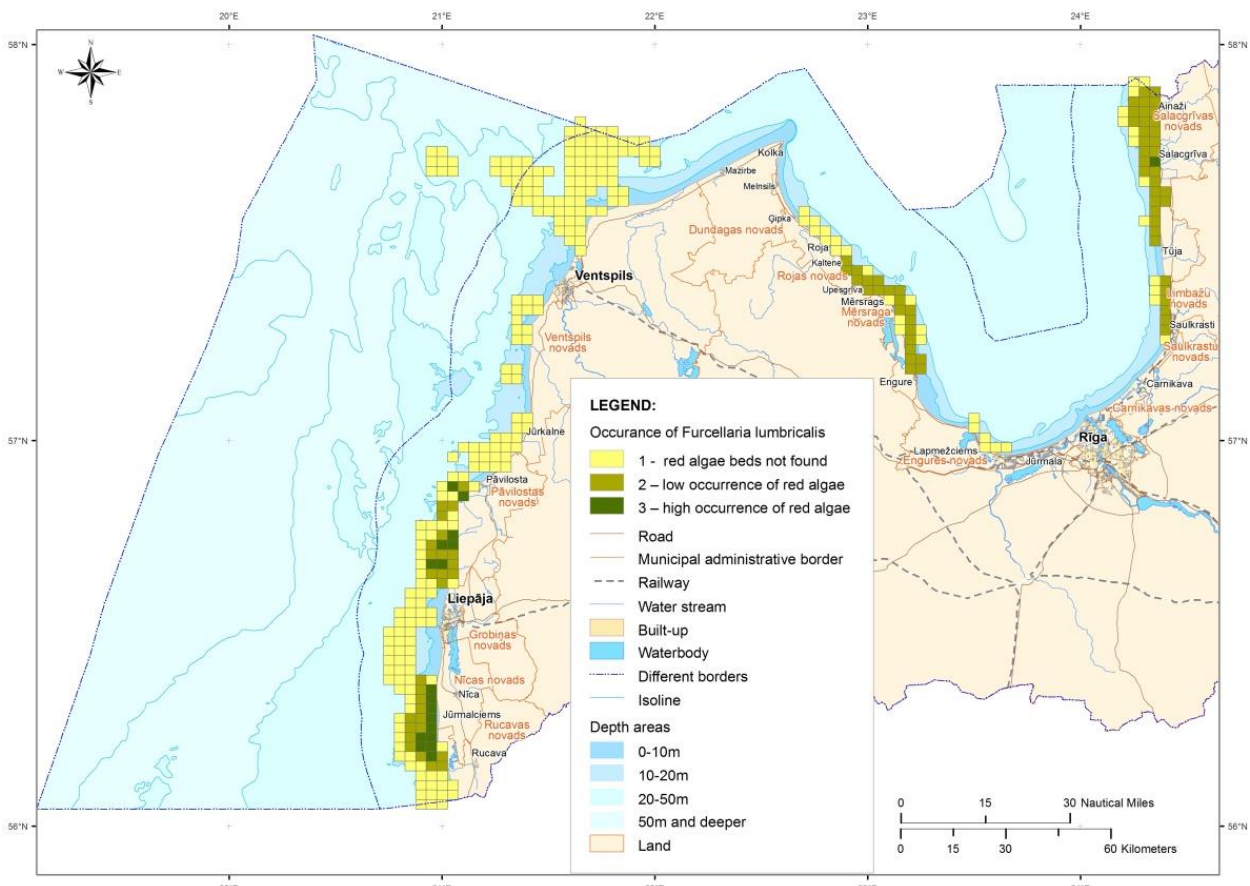 20°E
21°E
22°E
23°E
24°E
58°N
58°N
N
W E
S
Ainaži
Salacgrīvas
novads
Salacgrīva
Kolka
Mazirbe
Melnsils
Ģipka
Dundagas novads
Roja
Kaltene
Rojas novads
Upesgrīva
Mērsrags
Mērsraga
novads
Tūja
Limbažu
novads
Saulkrasti
Saulkrastu
novads
Ventspils
Ventspils
novads
Engure
Carnikava
Carnikavas novads
57°N
57°N
Rīga
Lapmežciems
Engures novads
Jūrmala
Jūrkalne
Pāvilosta
Pāvilostas
novads
Liepāja
Grobiņas
novads
Nīcas novads
Nīca
Jūrmalciems
Rucavas
novads
Rucava
56°N
56°N
LEGEND:
Occurance of Furcellaria lumbricalis
1 - red algae beds not found
2 – low occurrence of red algae
3 – high occurrence of red algae
Road
Municipal administrative border
Railway
Water stream
Built-up
Waterbody
Different borders
Isoline
Depth areas
0-10m
10-20m
20-50m
50m and deeper
Land
0 15 30 Nautical Miles
0 15 30 60 Kilometers